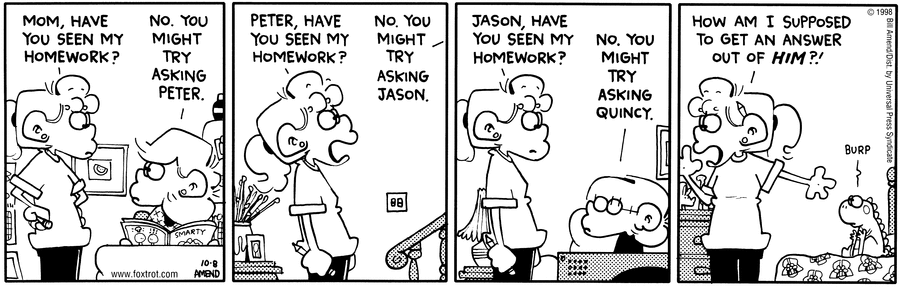 MOM, HAVE
YOU SEEN MY
HOMEWORK?
NO. YOU
MIGHT
TRY
ASKING
PETER.
SMARTY
www.foxtrot.com
10-8
AMEND
PETER, HAVE
YOU SEEN MY
HOMEWORK?
NO. YOU
MIGHT
TRY
ASKING
JASON.
JASON, HAVE
YOU SEEN MY
HOMEWORK?
NO. YOU
MIGHT
TRY
ASKING
QUINCY.
HOW AM I SUPPOSED
TO GET AN ANSWER
OUT OF HIM?!
BURP
© 1998 Bill Amend/Dist. by Universal Press Syndicate